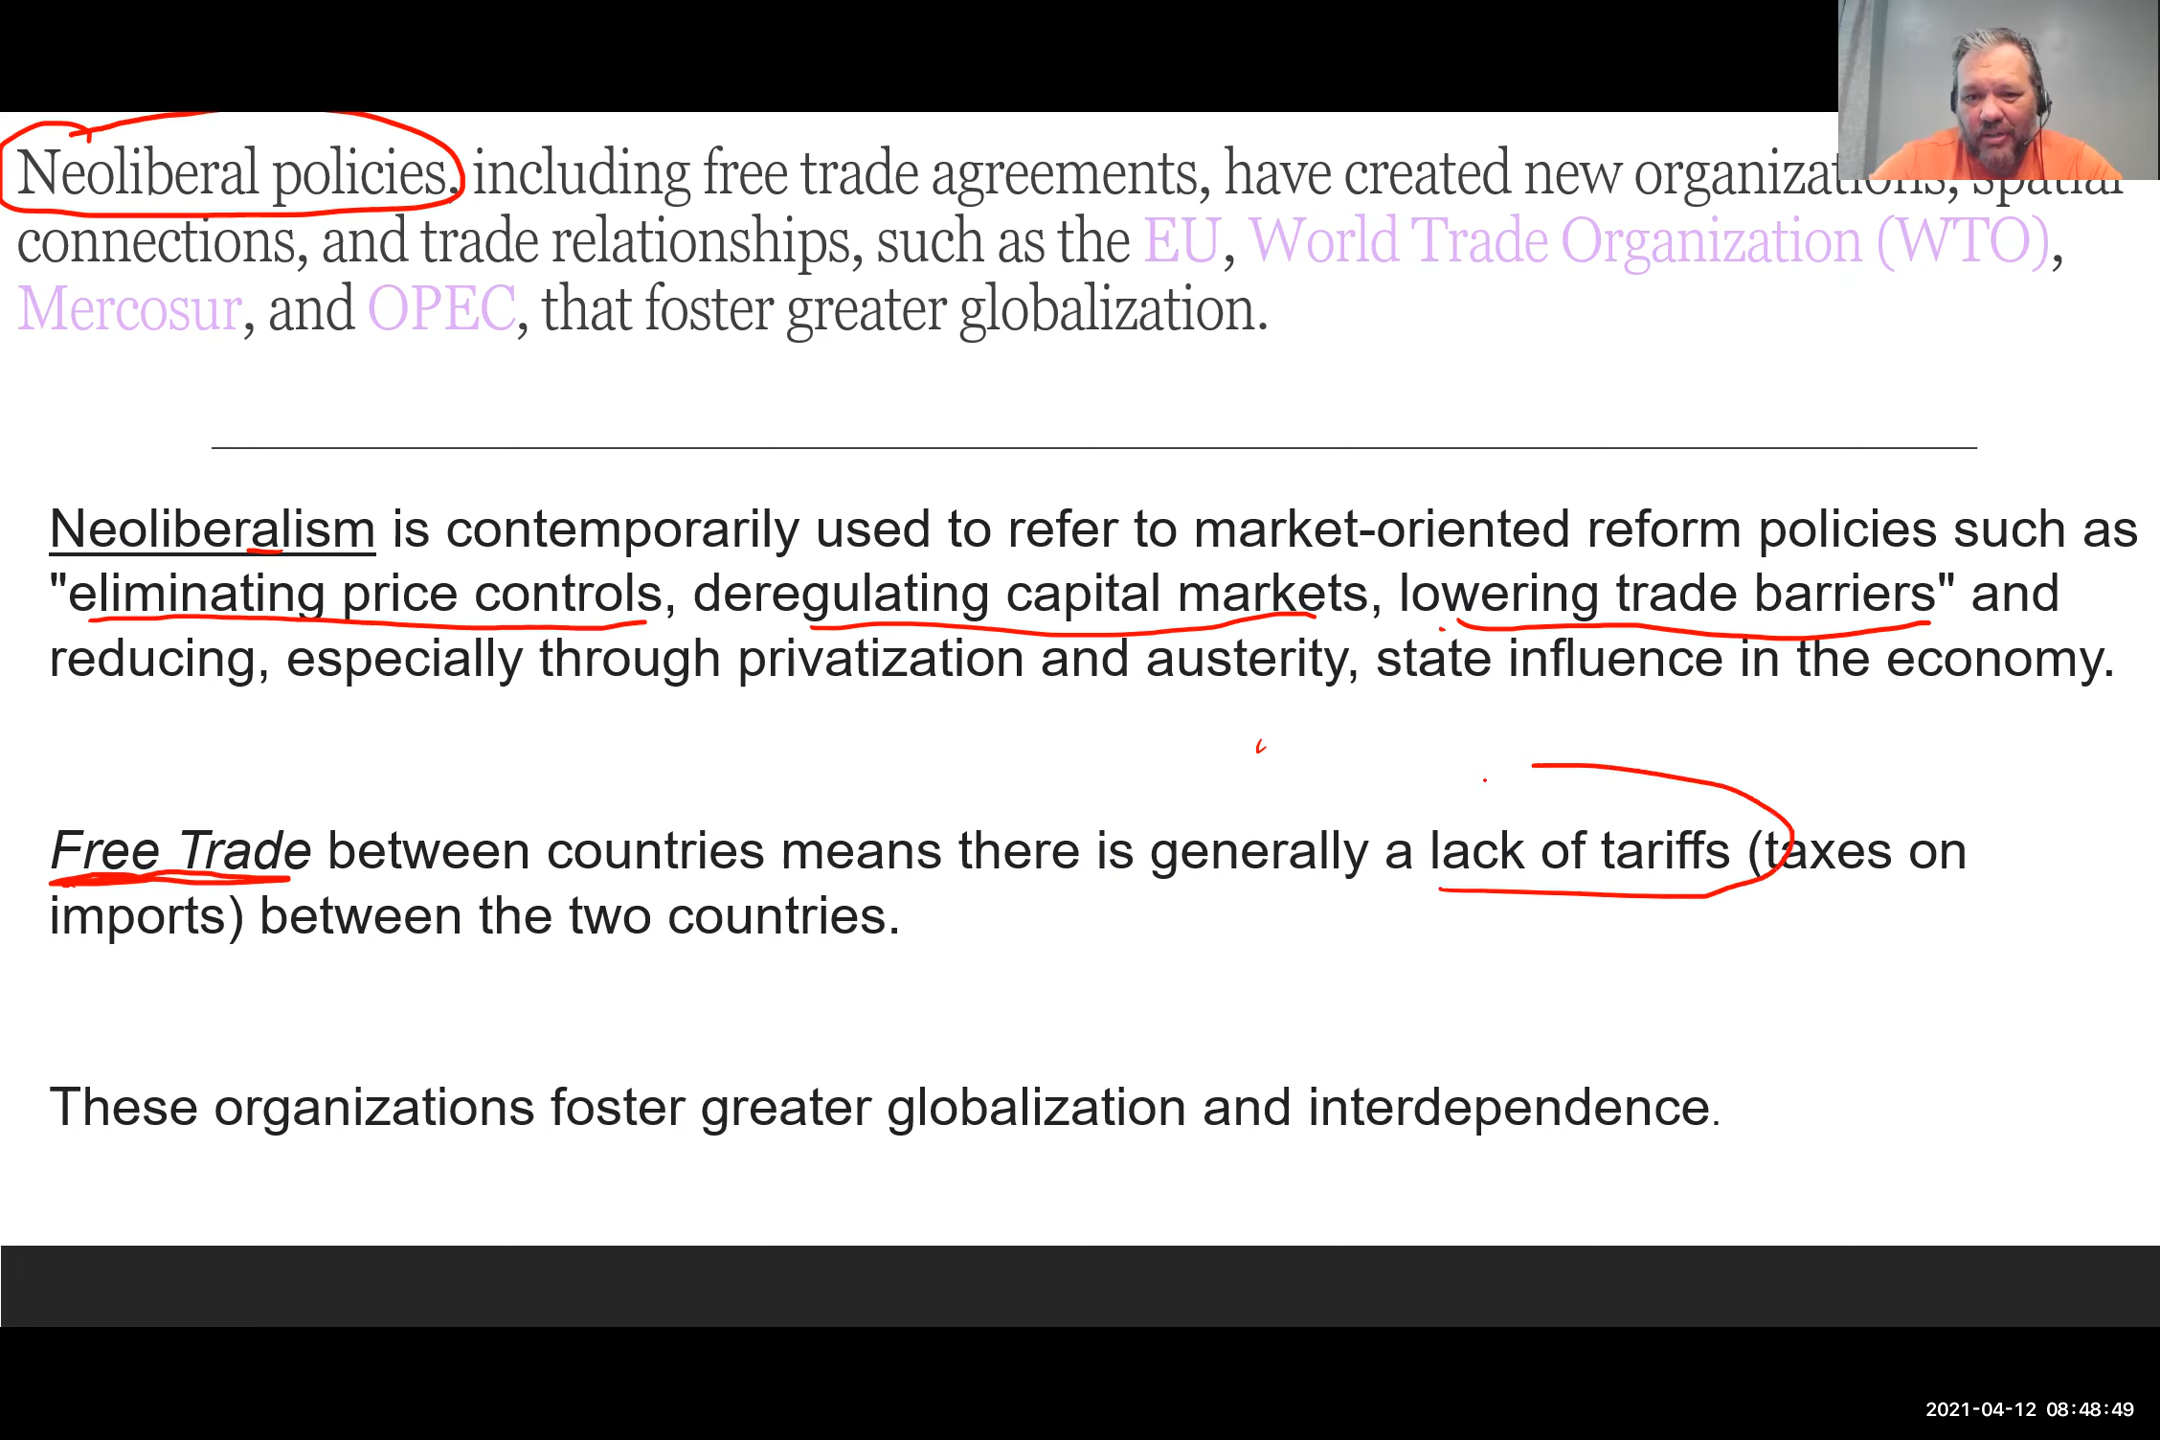 Neoliberal policies, including free trade agreements, have created new organizations, spatial
connections, and trade relationships, such as the EU, World Trade Organization (WTO),
Mercosur, and OPEC, that foster greater globalization.
Neoliberalism is contemporarily used to refer to market-oriented reform policies such as
"eliminating price controls, deregulating capital markets, lowering trade barriers" and
reducing, especially through privatization and austerity, state influence in the economy.
Free Trade between countries means there is generally a lack of tariffs (taxes on
imports) between the two countries.
These organizations foster greater globalization and interdependence.
2021-04-12 08:48:49